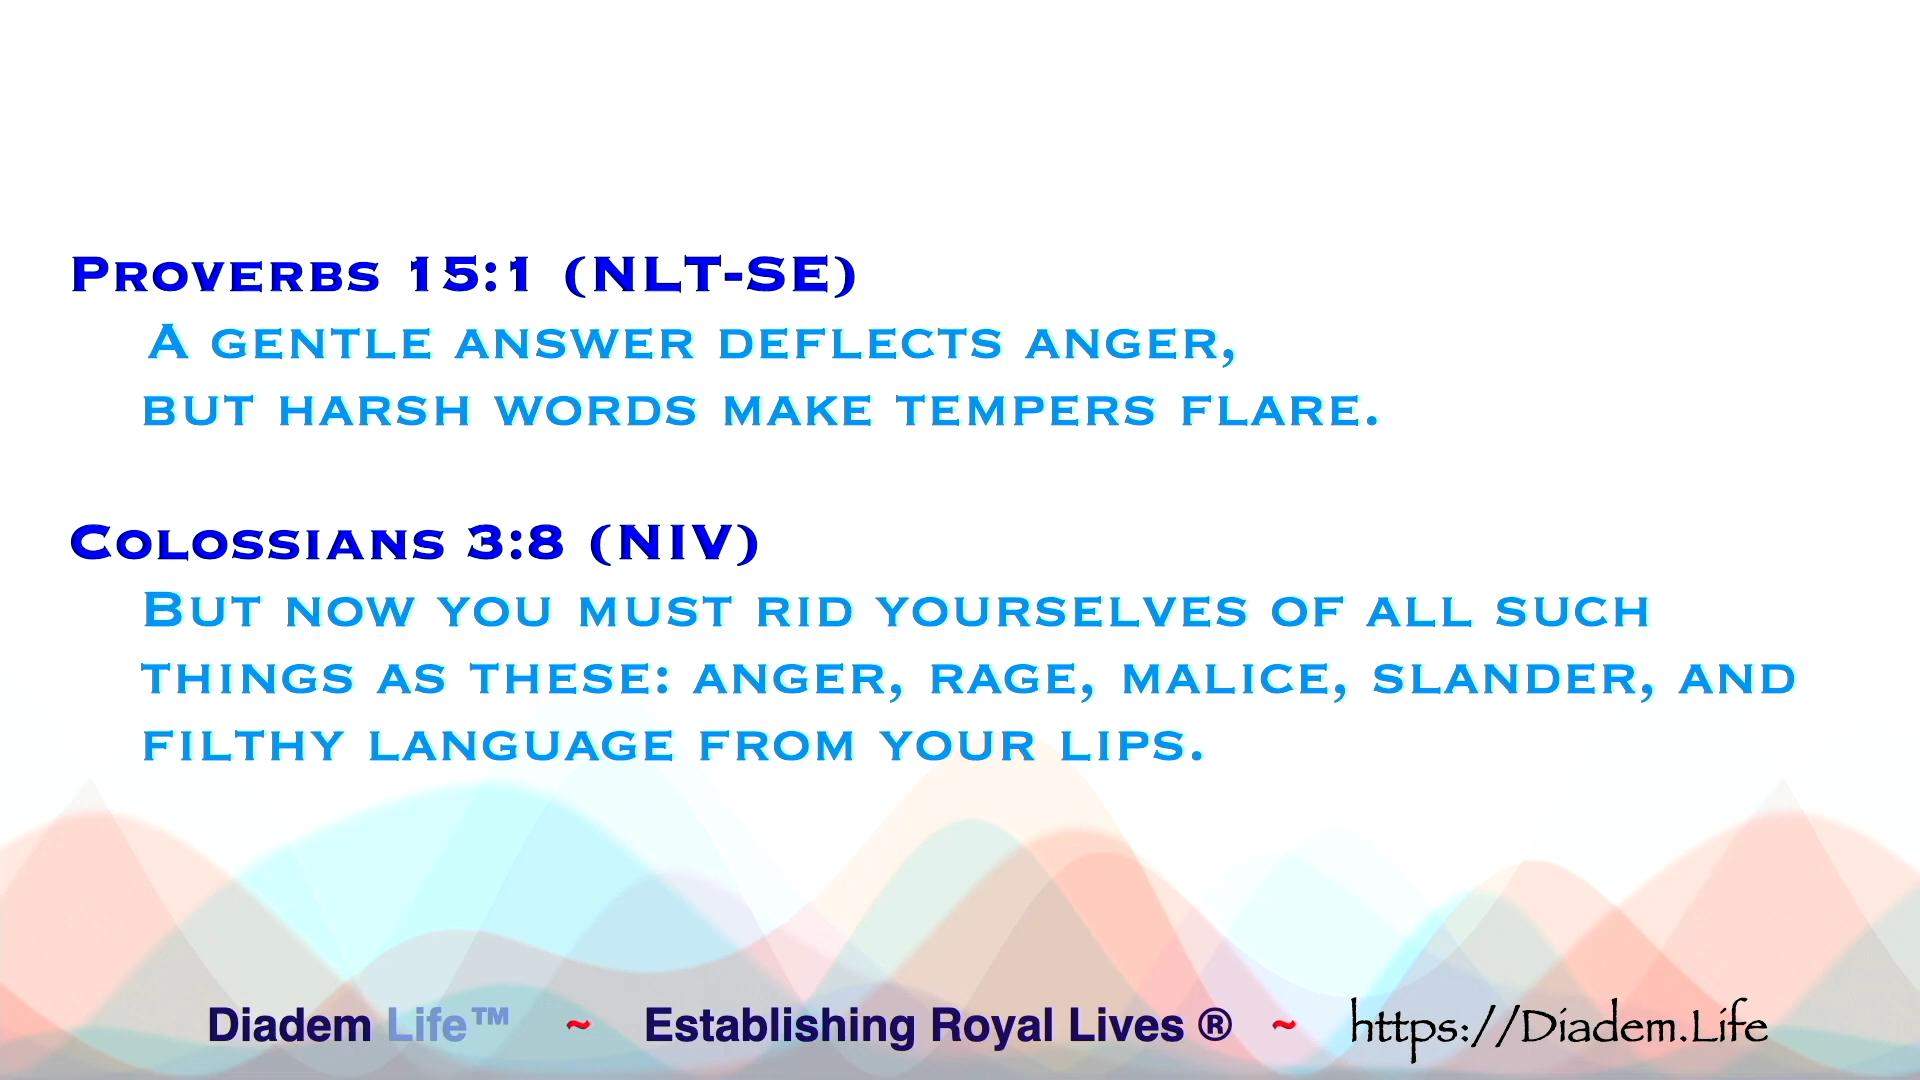 Proverbs 15:1 (NLT-SE)
A gentle answer deflects anger,
but harsh words make tempers flare.
Colossians 3:8 (NIV)
But now you must rid yourselves of all such
things as these: anger, rage, malice, slander, and
filthy language from your lips.
Diadem Life™ ~ Establishing Royal Lives ® ~ https://Diadem.Life